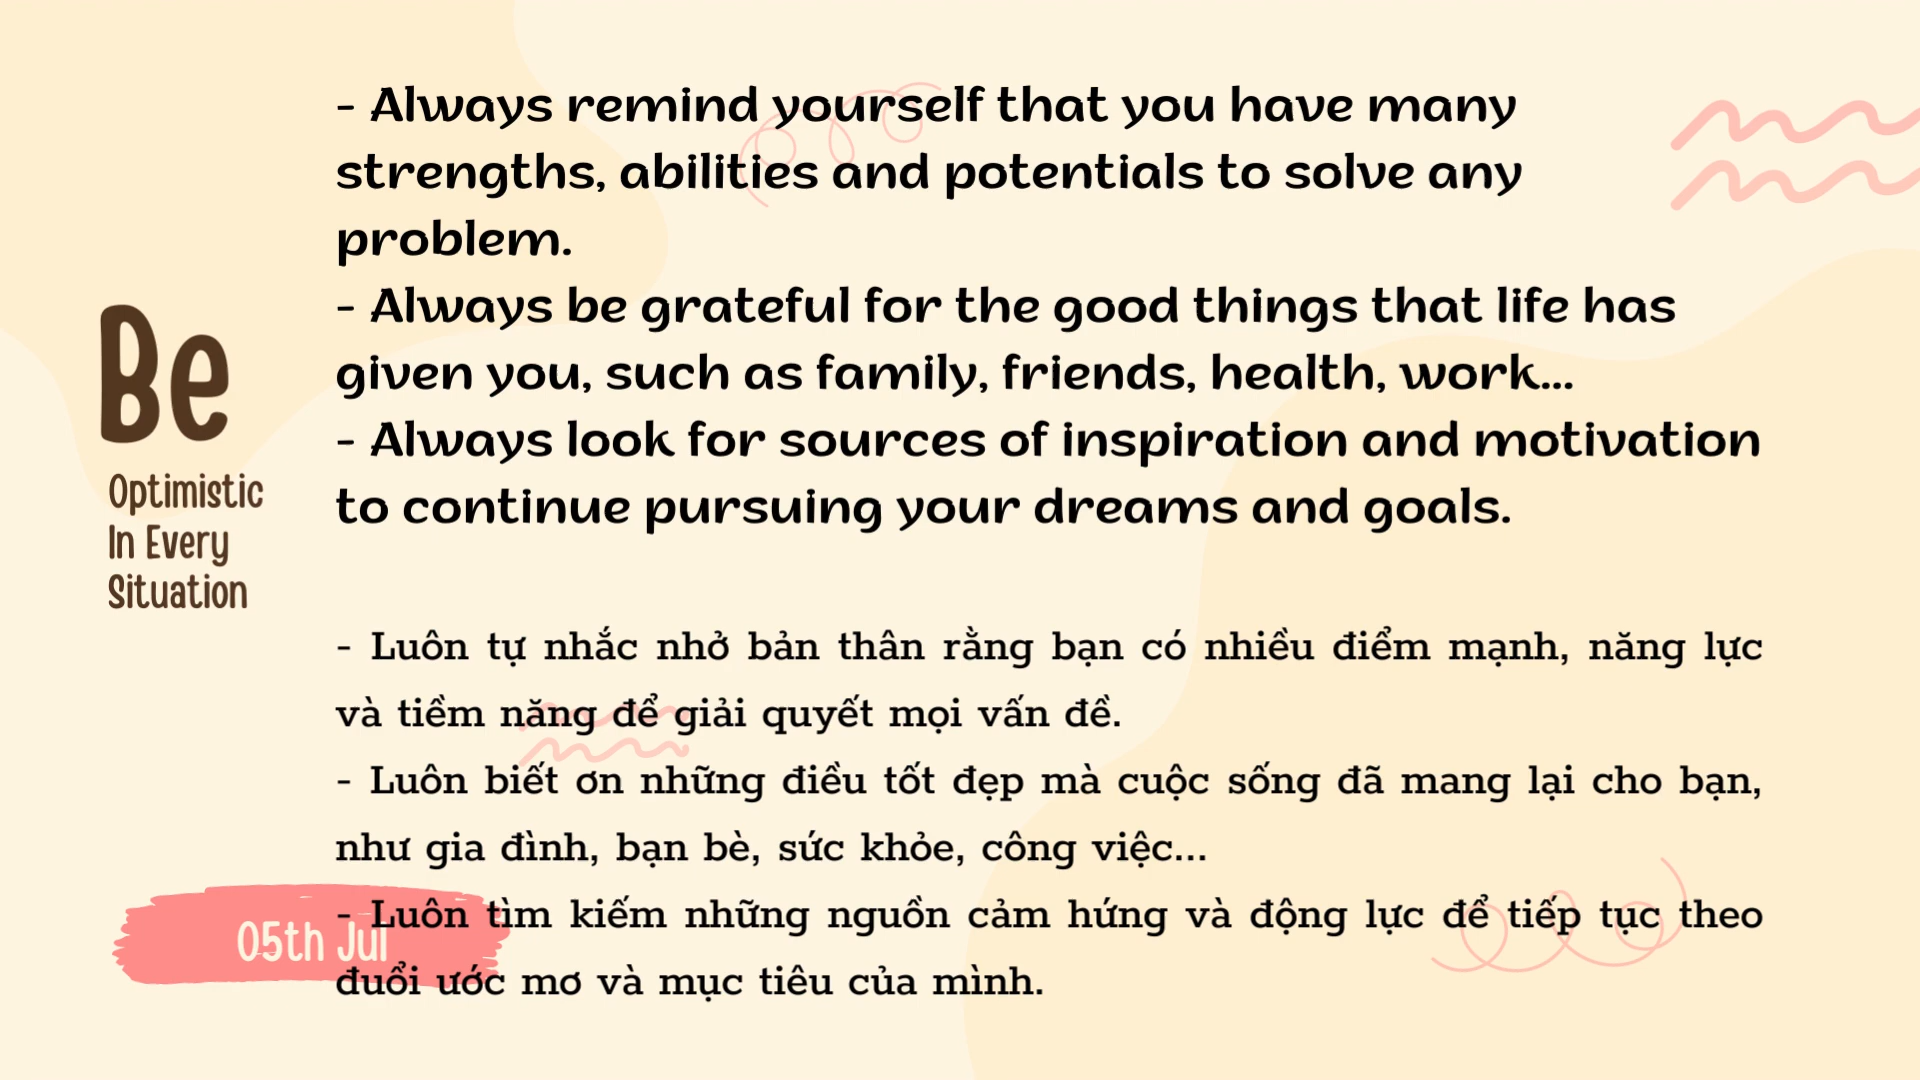 Be
Optimistic
In Every
Situation
- Always remind yourself that you have many
strengths, abilities and potentials to solve any
problem.
- Always be grateful for the good things that life has
given you, such as family, friends, health, work...
- Always look for sources of inspiration and motivation
to continue pursuing your dreams and goals.
- Luôn tự nhắc nhở bản thân rằng bạn có nhiều điểm mạnh, năng lực
và tiềm năng để giải quyết mọi vấn đề.
- Luôn biết ơn những điều tốt đẹp mà cuộc sống đã mang lại cho bạn,
như gia đình, bạn bè, sức khỏe, công việc...
- Luôn tìm kiếm những nguồn cảm hứng và động lực để tiếp tục theo
đuổi ước mơ và mục tiêu của mình.
05th Jul